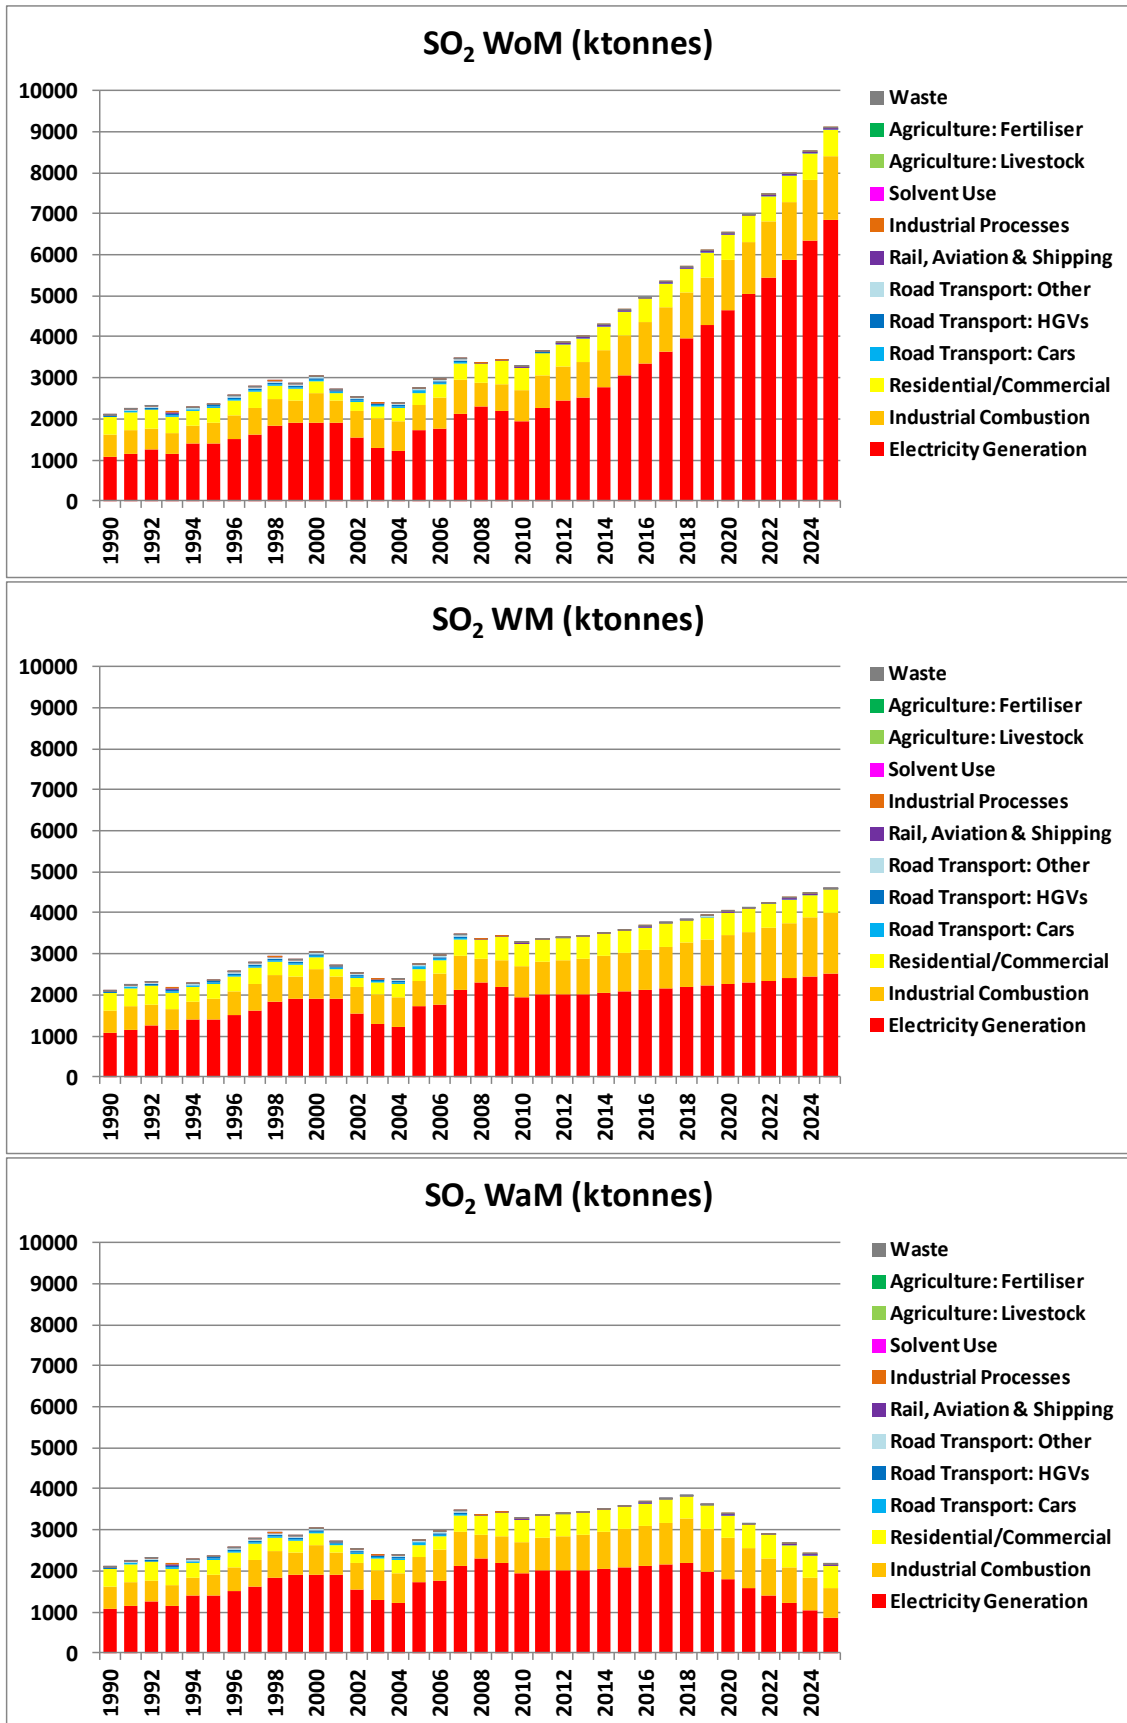 SO₂ WoM (ktonnes)
10000
9000
8000
7000
6000
5000
4000
3000
2000
1000
0
1990
1992
1994
1996
1998
2000
2002
2004
2006
2008
2010
2012
2014
2016
2018
2020
2022
2024
Waste
Agriculture: Fertiliser
Agriculture: Livestock
Solvent Use
Industrial Processes
Rail, Aviation & Shipping
Road Transport: Other
Road Transport: HGVs
Road Transport: Cars
Residential/Commercial
Industrial Combustion
Electricity Generation
SO₂ WM (ktonnes)
10000
9000
8000
7000
6000
5000
4000
3000
2000
1000
0
1990
1992
1994
1996
1998
2000
2002
2004
2006
2008
2010
2012
2014
2016
2018
2020
2022
2024
Waste
Agriculture: Fertiliser
Agriculture: Livestock
Solvent Use
Industrial Processes
Rail, Aviation & Shipping
Road Transport: Other
Road Transport: HGVs
Road Transport: Cars
Residential/Commercial
Industrial Combustion
Electricity Generation
SO₂ WaM (ktonnes)
10000
9000
8000
7000
6000
5000
4000
3000
2000
1000
0
1990
1992
1994
1996
1998
2000
2002
2004
2006
2008
2010
2012
2014
2016
2018
2020
2022
2024
Waste
Agriculture: Fertiliser
Agriculture: Livestock
Solvent Use
Industrial Processes
Rail, Aviation & Shipping
Road Transport: Other
Road Transport: HGVs
Road Transport: Cars
Residential/Commercial
Industrial Combustion
Electricity Generation